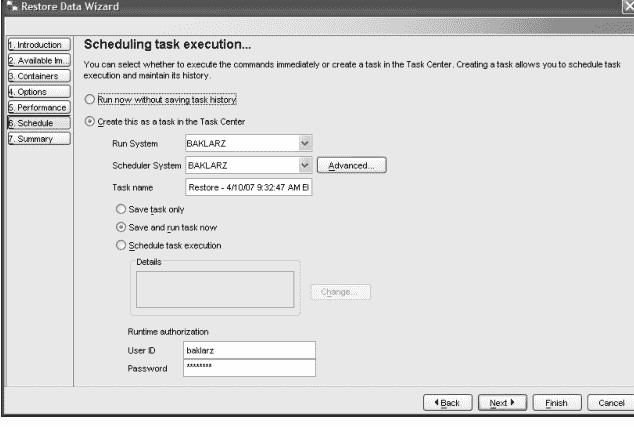 Restore Data Wizard
1. Introduction
2. Available Im...
3. Containers
4. Options
5. Performance
6. Schedule
7. Summary
Scheduling task execution...
You can select whether to execute the commands immediately or create a task in the Task Center. Creating a task allows you to schedule task
execution and maintain its history.
Run now without saving task history
Create this as a task in the Task Center
Run System BAKLARZ
Scheduler System BAKLARZ Advanced...
Task name Restore - 4/10/07 9:32:47 AM E
Save task only
Save and run task now
Schedule task execution
Details
Change...
Runtime authorization
User ID baklarz
Password ********
Back Next Finish Cancel